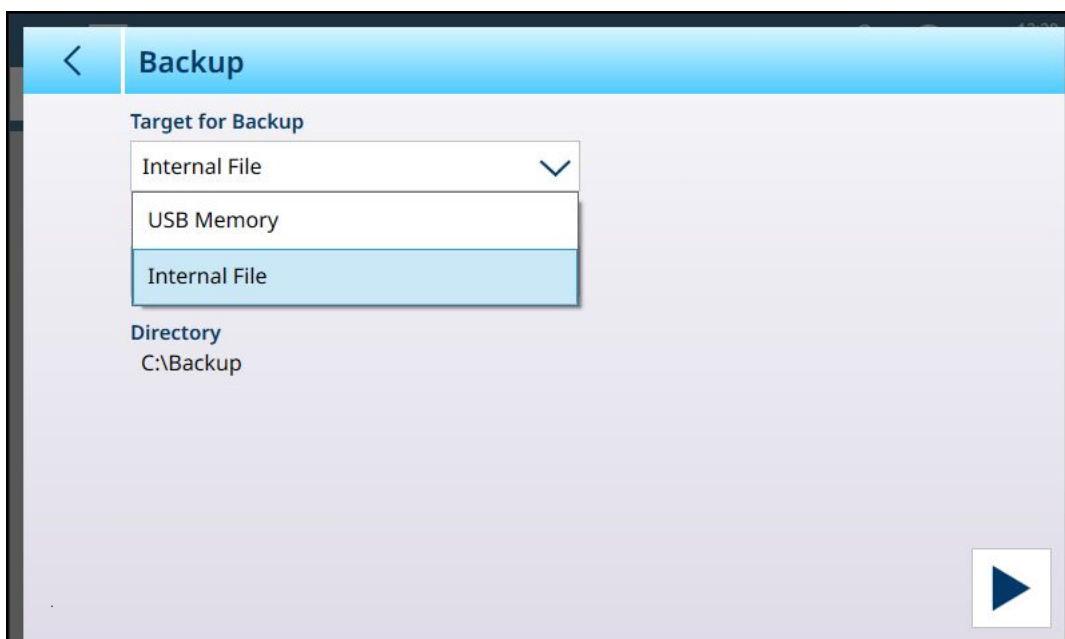 Backup
Target for Backup
Internal File
USB Memory
Internal File
Directory
C:\Backup